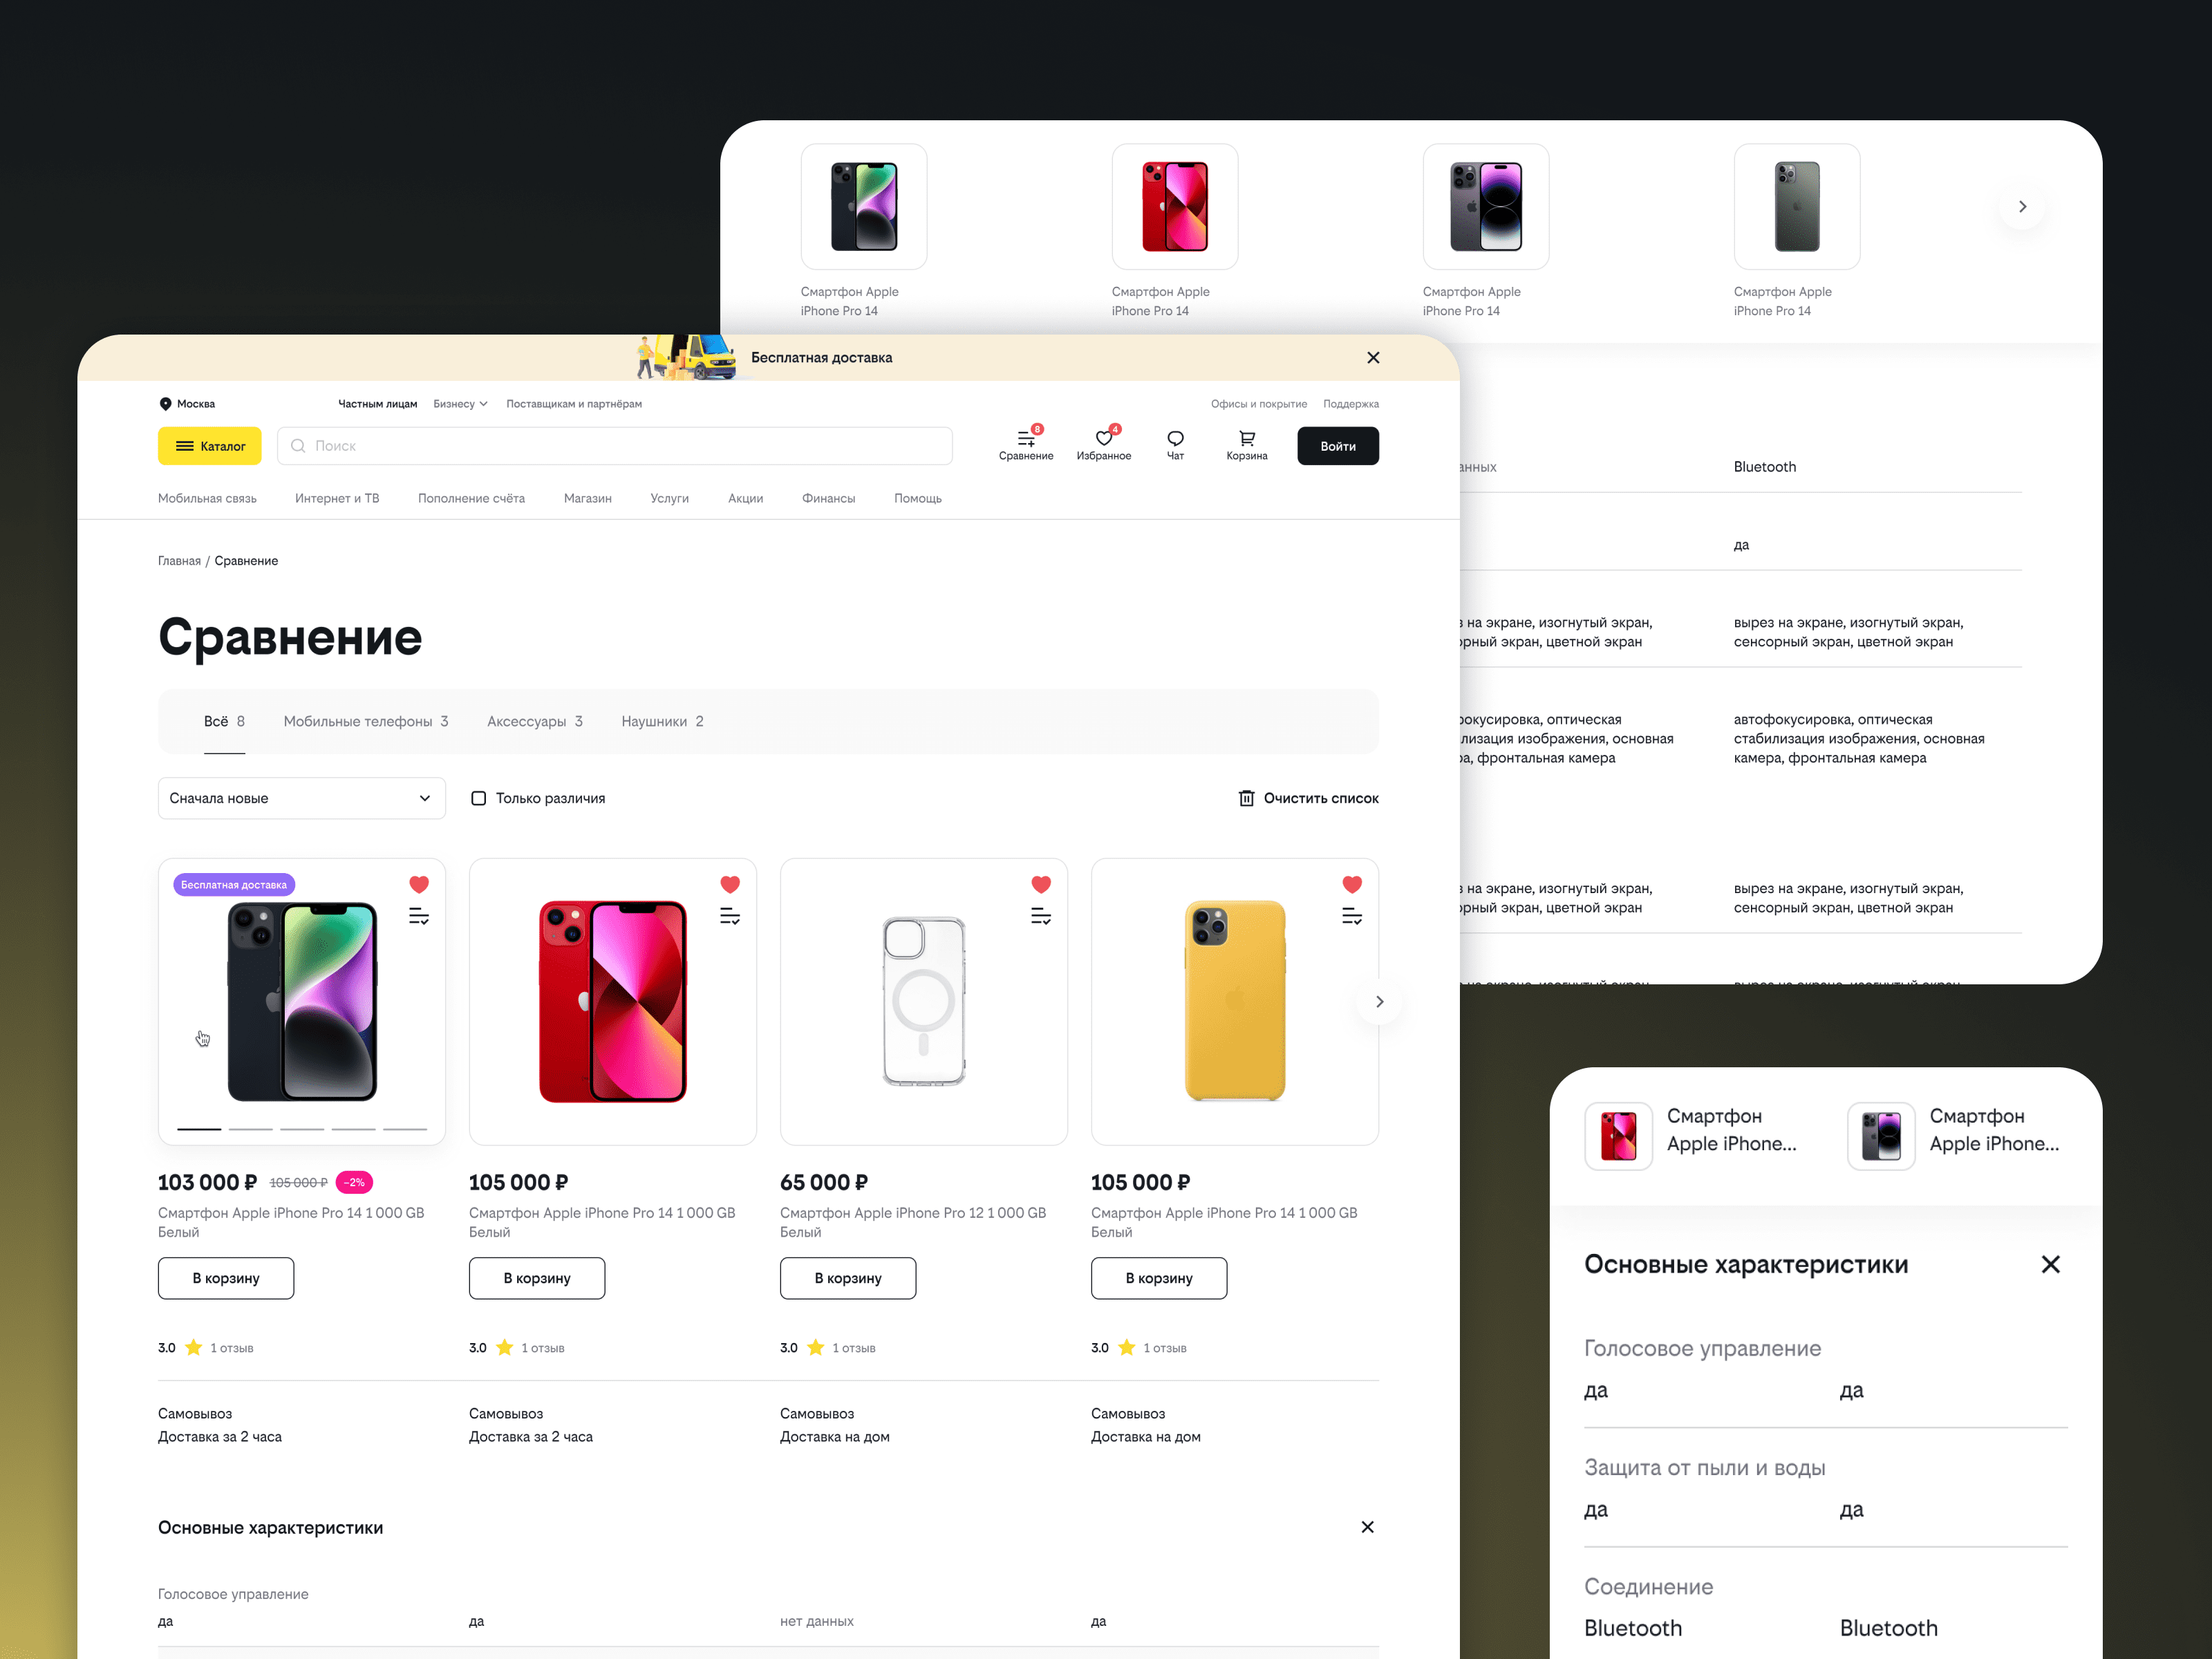 Смартфон Apple
iPhone Pro 14
Смартфон Apple
iPhone Pro 14
Смартфон Apple
iPhone Pro 14
Смартфон Apple
iPhone Pro 14
Bluetooth
да
на экране, изогнутый экран,
экран, цветной экран
вырез на экране, изогнутый экран,
сенсорный экран, цветной экран
оптическая
изображения, основная
фронтальная камера
автофокусировка, оптическая
стабилизация изображения, основная
камера, фронтальная камера
на экране, изогнутый экран,
экран, цветной экран
вырез на экране, изогнутый экран,
сенсорный экран, цветной экран
Бесплатная доставка
Москва
Частным лицам
Бизнесу
Поставщикам и партнёрам
Офисы и покрытие
Поддержка
Каталог
Поиск
8
Сравнение
4
Избранное
Чат
Корзина
Войти
Мобильная связь
Интернет и ТВ
Пополнение счёта
Магазин
Услуги
Акции
Финансы
Помощь
Главная / Сравнение
Сравнение
Всё 8
Мобильные телефоны 3
Аксессуары 3
Наушники 2
Сначала новые
Только различия
Очистить список
Бесплатная доставка
103 000 ₽ 105 000 ₽ -2%
Смартфон Apple iPhone Pro 14 1 000 GB
Белый
В корзину
3.0 1 отзыв
Самовывоз
Доставка за 2 часа
105 000 ₽
Смартфон Apple iPhone Pro 14 1 000 GB
Белый
В корзину
3.0 1 отзыв
Самовывоз
Доставка за 2 часа
65 000 ₽
Смартфон Apple iPhone Pro 12 1 000 GB
Белый
В корзину
3.0 1 отзыв
Самовывоз
Доставка на дом
105 000 ₽
Смартфон Apple iPhone Pro 14 1 000 GB
Белый
В корзину
3.0 1 отзыв
Самовывоз
Доставка на дом
Основные характеристики
Голосовое управление
да
да
нет данных
да
Смартфон
Apple iPhone...
Смартфон
Apple iPhone...
Основные характеристики
Голосовое управление
да
да
Защита от пыли и воды
да
да
Соединение
Bluetooth
Bluetooth